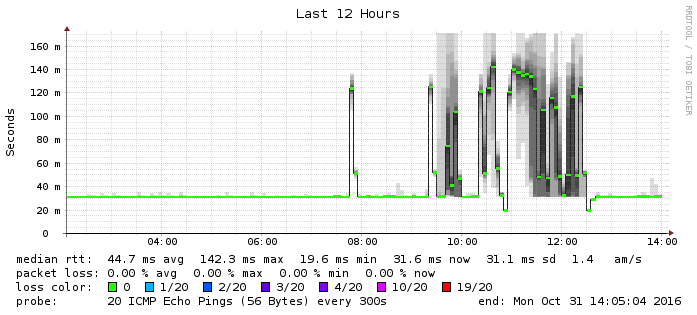 Last 12 Hours
RRDTOOL / TOBI OETIKER
Seconds
160 m
140 m
120 m
100 m
80 m
60 m
40 m
20 m
0
04:00 06:00 08:00 10:00 12:00 14:00
median rtt: 44.7 ms avg 142.3 ms max 19.6 ms min 31.6 ms now 31.1 ms sd 1.4 am/s
packet loss: 0.00 % avg 0.00 % max 0.00 % min 0.00 % now
loss color: 0 1/20 2/20 3/20 4/20 10/20 19/20
probe: 20 ICMP Echo Pings (56 Bytes) every 300s end: Mon Oct 31 14:05:04 2016